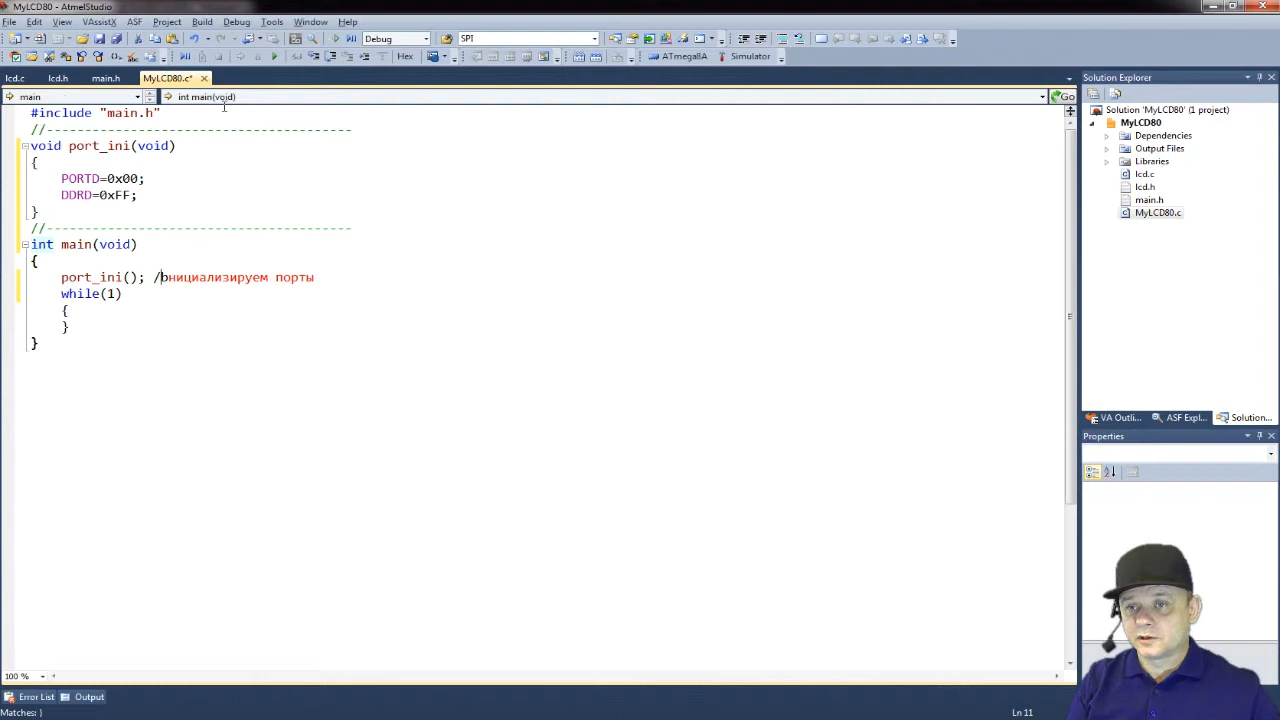 MyLCD80 - AtmelStudio
File Edit View VAssistX ASF Project Build Debug Tools Window Help
Debug SPI
Hex ATmega8A Simulator
lcd.c lcd.h main.h MyLCD80.c*
main int main(void) Go
#include "main.h"
//----------------------------------------
void port_ini(void)
{
PORTD=0x00;
DDRD=0xFF;
}
//----------------------------------------
int main(void)
{
port_ini(); /bнициализируем порты
while(1)
{
}
}
Solution Explorer
Solution 'MyLCD80' (1 project)
MyLCD80
Dependencies
Output Files
Libraries
lcd.c
lcd.h
main.h
MyLCD80.c
VA Outli... ASF Expl... Solution...
Properties
100 %
Error List Output
Matches: } Ln 11